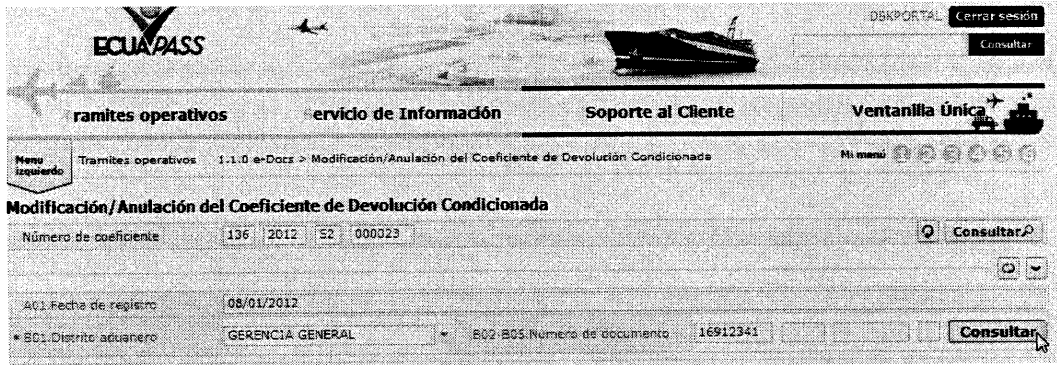 DSKPORTAL Cerrar sesión
ECUAPASS
Consultar
ramites operativos ervicio de Información Soporte al Cliente Ventanilla Única
Menu izquierdo Tramites operativos 1.1.0 e-Docs > Modificación/Anulación del Coeficiente de Devolución Condicionada Mi menú
Modificación/Anulación del Coeficiente de Devolución Condicionada
Número de coeficiente 136 2012 S2 000023 Consultar
A01.Fecha de registro 08/01/2012
* B01.Distrito aduanero GERENCIA GENERAL B02-B05.Número de documento 16912341 Consultar